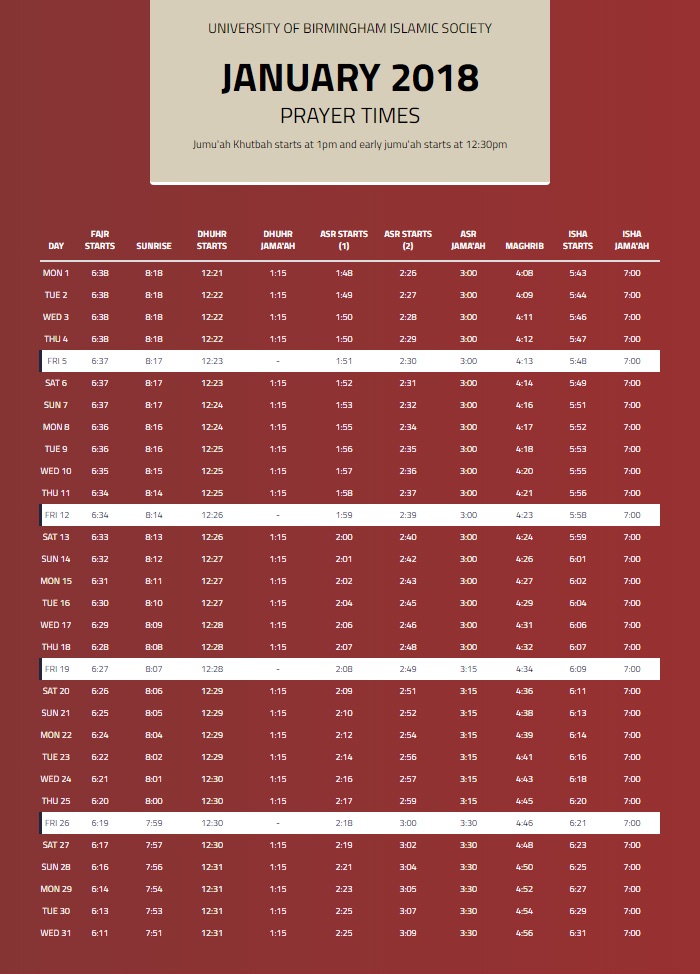 UNIVERSITY OF BIRMINGHAM ISLAMIC SOCIETY
JANUARY 2018
PRAYER TIMES
Jumu'ah Khutbah starts at 1pm and early jumu'ah starts at 12:30pm
DAY FAJR STARTS SUNRISE DHUHR STARTS DHUHR JAMA'AH ASR STARTS (1) ASR STARTS (2) ASR JAMA'AH MAGHRIB ISHA STARTS ISHA JAMA'AH
MON 1 6:38 8:18 12:21 1:15 1:48 2:26 3:00 4:08 5:43 7:00
TUE 2 6:38 8:18 12:22 1:15 1:49 2:27 3:00 4:09 5:44 7:00
WED 3 6:38 8:18 12:22 1:15 1:50 2:28 3:00 4:11 5:46 7:00
THU 4 6:38 8:18 12:22 1:15 1:50 2:29 3:00 4:12 5:47 7:00
FRI 5 6:37 8:17 12:23 - 1:51 2:30 3:00 4:13 5:48 7:00
SAT 6 6:37 8:17 12:23 1:15 1:52 2:31 3:00 4:14 5:49 7:00
SUN 7 6:37 8:17 12:24 1:15 1:53 2:32 3:00 4:16 5:51 7:00
MON 8 6:36 8:16 12:24 1:15 1:55 2:34 3:00 4:17 5:52 7:00
TUE 9 6:36 8:16 12:25 1:15 1:56 2:35 3:00 4:18 5:53 7:00
WED 10 6:35 8:15 12:25 1:15 1:57 2:36 3:00 4:20 5:55 7:00
THU 11 6:34 8:14 12:25 1:15 1:58 2:37 3:00 4:21 5:56 7:00
FRI 12 6:34 8:14 12:26 - 1:59 2:39 3:00 4:23 5:58 7:00
SAT 13 6:33 8:13 12:26 1:15 2:00 2:40 3:00 4:24 5:59 7:00
SUN 14 6:32 8:12 12:27 1:15 2:01 2:42 3:00 4:26 6:01 7:00
MON 15 6:31 8:11 12:27 1:15 2:02 2:43 3:00 4:27 6:02 7:00
TUE 16 6:30 8:10 12:27 1:15 2:04 2:45 3:00 4:29 6:04 7:00
WED 17 6:29 8:09 12:28 1:15 2:06 2:46 3:00 4:31 6:06 7:00
THU 18 6:28 8:08 12:28 1:15 2:07 2:48 3:00 4:32 6:07 7:00
FRI 19 6:27 8:07 12:28 - 2:08 2:49 3:15 4:34 6:09 7:00
SAT 20 6:26 8:06 12:29 1:15 2:09 2:51 3:15 4:36 6:11 7:00
SUN 21 6:25 8:05 12:29 1:15 2:10 2:52 3:15 4:38 6:13 7:00
MON 22 6:24 8:04 12:29 1:15 2:12 2:54 3:15 4:39 6:14 7:00
TUE 23 6:22 8:02 12:29 1:15 2:14 2:56 3:15 4:41 6:16 7:00
WED 24 6:21 8:01 12:30 1:15 2:16 2:57 3:15 4:43 6:18 7:00
THU 25 6:20 8:00 12:30 1:15 2:17 2:59 3:15 4:45 6:20 7:00
FRI 26 6:19 7:59 12:30 - 2:18 3:00 3:30 4:46 6:21 7:00
SAT 27 6:17 7:57 12:30 1:15 2:19 3:02 3:30 4:48 6:23 7:00
SUN 28 6:16 7:56 12:31 1:15 2:21 3:04 3:30 4:50 6:25 7:00
MON 29 6:14 7:54 12:31 1:15 2:23 3:05 3:30 4:52 6:27 7:00
TUE 30 6:13 7:53 12:31 1:15 2:25 3:07 3:30 4:54 6:29 7:00
WED 31 6:11 7:51 12:31 1:15 2:25 3:09 3:30 4:56 6:31 7:00